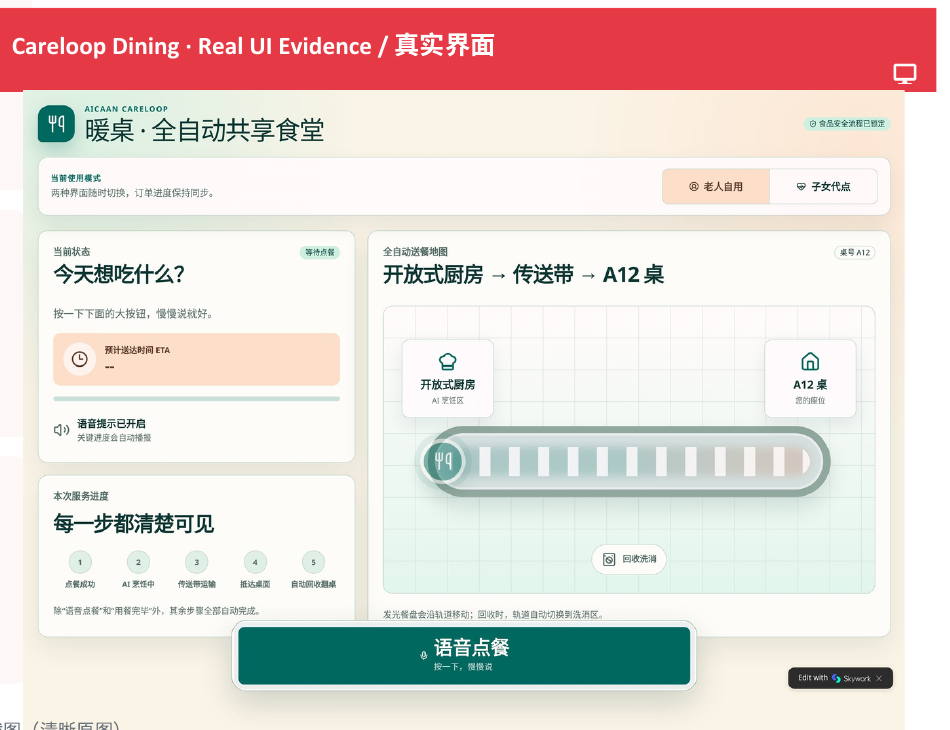 Careloop Dining · Real UI Evidence / 真实界面
AICAAN CARELOOP
暖桌 · 全自动共享食堂
食品安全流程已锁定
当前使用模式
两种界面随时切换，订单进度保持同步。
老人自用
子女代点
当前状态
等待点餐
今天想吃什么？
按一下下面的大按钮，慢慢说就好。
预计送达时间 ETA
--
语音提示已开启
关键进度会自动播报
本次服务进度
每一步都清楚可见
1 2 3 4 5
点餐成功 AI 烹饪中 传送带运输 抵达桌面 自动回收翻桌
除“语音点餐”和“用餐完毕”外，其余步骤全部自动完成。
全自动送餐地图
桌号 A12
开放式厨房 → 传送带 → A12 桌
开放式厨房
AI 烹饪区
A12 桌
您的座位
回收洗消
发光餐盘会沿轨道移动；回收时，轨道自动切换到洗消区。
语音点餐
按一下，慢慢说
Edit with Skywork
图（清晰原图）